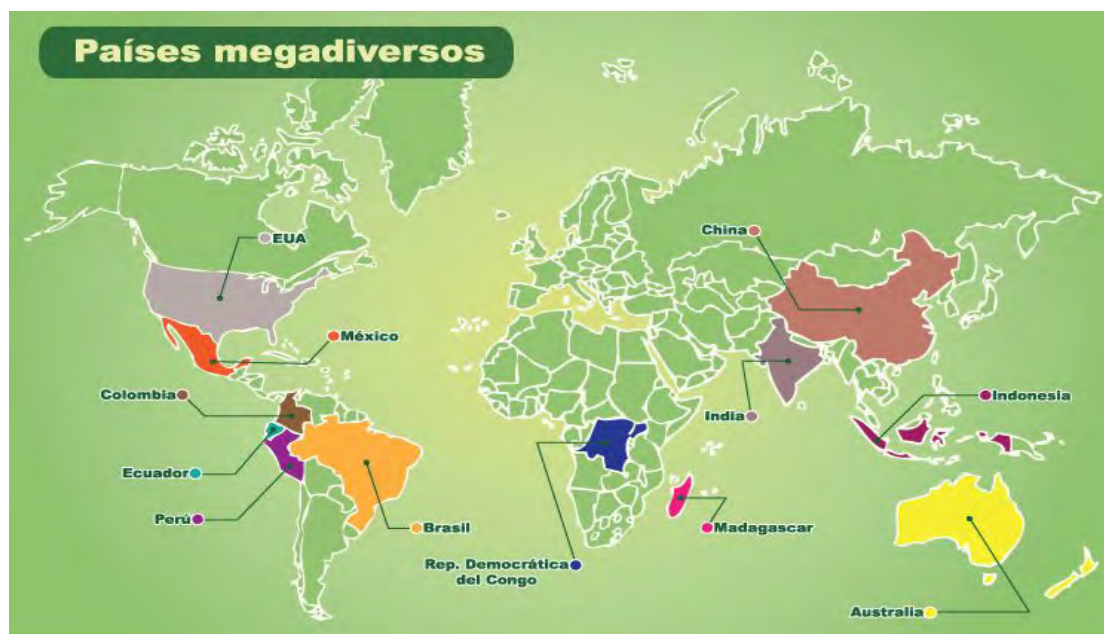 Países megadiversos
EUA
China
México
Colombia
India
Indonesia
Ecuador
Perú
Brasil
Madagascar
Rep. Democrática
del Congo
Australia